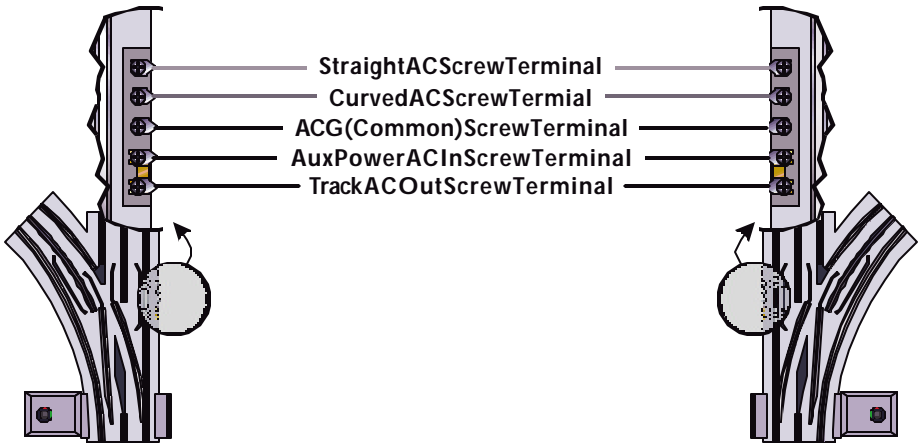 StraightACScrewTerminal
CurvedACScrewTermial
ACG(Common)ScrewTerminal
AuxPowerACInScrewTerminal
TrackACOutScrewTerminal